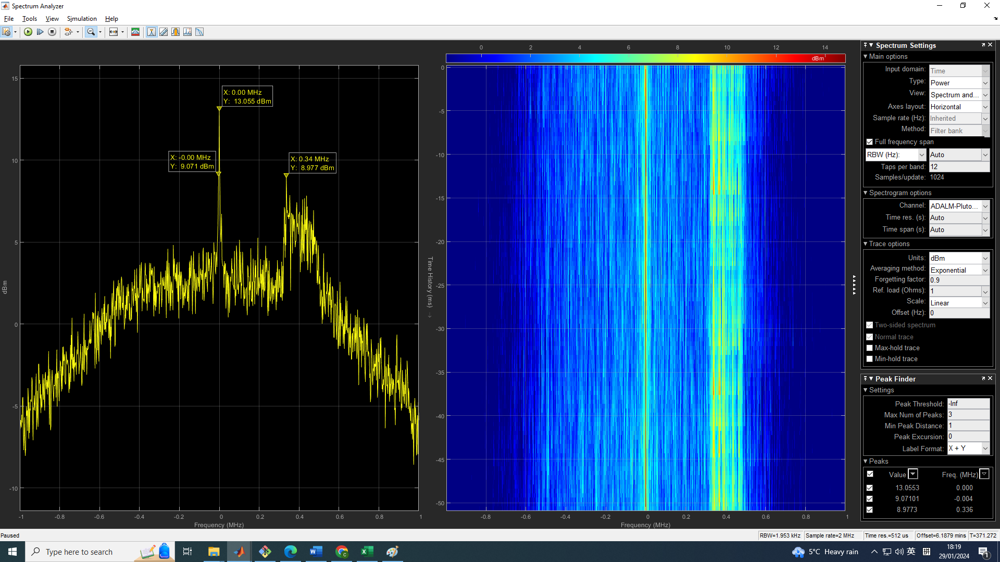 Spectrum Analyzer
File Tools View Simulation Help
15
10
5
0
-5
-10
dBm
X: 0.00 MHz
Y: 13.055 dBm
X: -0.00 MHz
Y: 9.071 dBm
X: 0.34 MHz
Y: 8.977 dBm
-1 -0.8 -0.6 -0.4 -0.2 0 0.2 0.4 0.6 0.8 1
Frequency (MHz)
0 2 4 6 8 10 12 14
dBm
0
-5
-10
-15
-20
-25
-30
-35
-40
-45
-50
Time History (ms) →
-0.8 -0.6 -0.4 -0.2 0 0.2 0.4 0.6 0.8 1
Frequency (MHz)
Spectrum Settings
Main options
Input domain: Time
Type: Power
View: Spectrum and...
Axes layout: Horizontal
Sample rate (Hz): Inherited
Method: Filter bank
Full frequency span
RBW (Hz): Auto
Taps per band: 12
Samples/update: 1024
Spectrogram options
Channel: ADALM-Pluto...
Time res. (s): Auto
Time span (s): Auto
Trace options
Units: dBm
Averaging method: Exponential
Forgetting factor: 0.9
Ref. load (Ohms): 1
Scale: Linear
Offset (Hz): 0
Two-sided spectrum
Normal trace
Max-hold trace
Min-hold trace
Peak Finder
Settings
Peak Threshold: -Inf
Max Num of Peaks: 3
Min Peak Distance: 1
Peak Excursion: 0
Label Format: X + Y
Peaks
Value Freq. (MHz)
13.0553 0.000
9.07101 -0.004
8.9773 0.336
Paused
RBW=1.953 kHz Sample rate=2 MHz Time res.=512 us Offset=6.1879 mins T=371.272
Type here to search
5°C Heavy rain
英
拼
18:19
29/01/2024
1